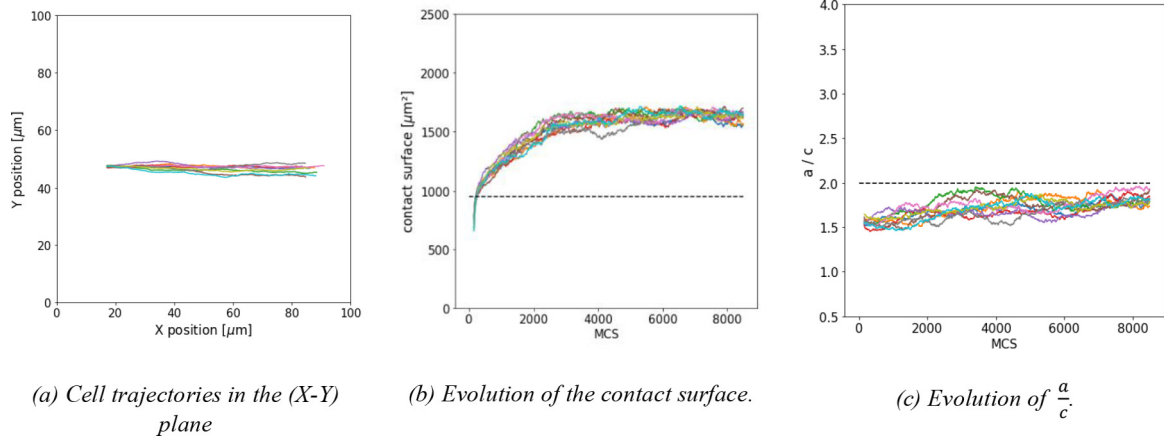 100
80
60
40
20
0
Y position [μm]
0 20 40 60 80 100
X position [μm]
2500
2000
1500
1000
500
0
contact surface [μm²]
0 2000 4000 6000 8000
MCS
4.0
3.5
3.0
2.5
2.0
1.5
1.0
0.5
a / c
0 2000 4000 6000 8000
MCS
(a) Cell trajectories in the (X-Y)
plane
(b) Evolution of the contact surface.
(c) Evolution of a/c.